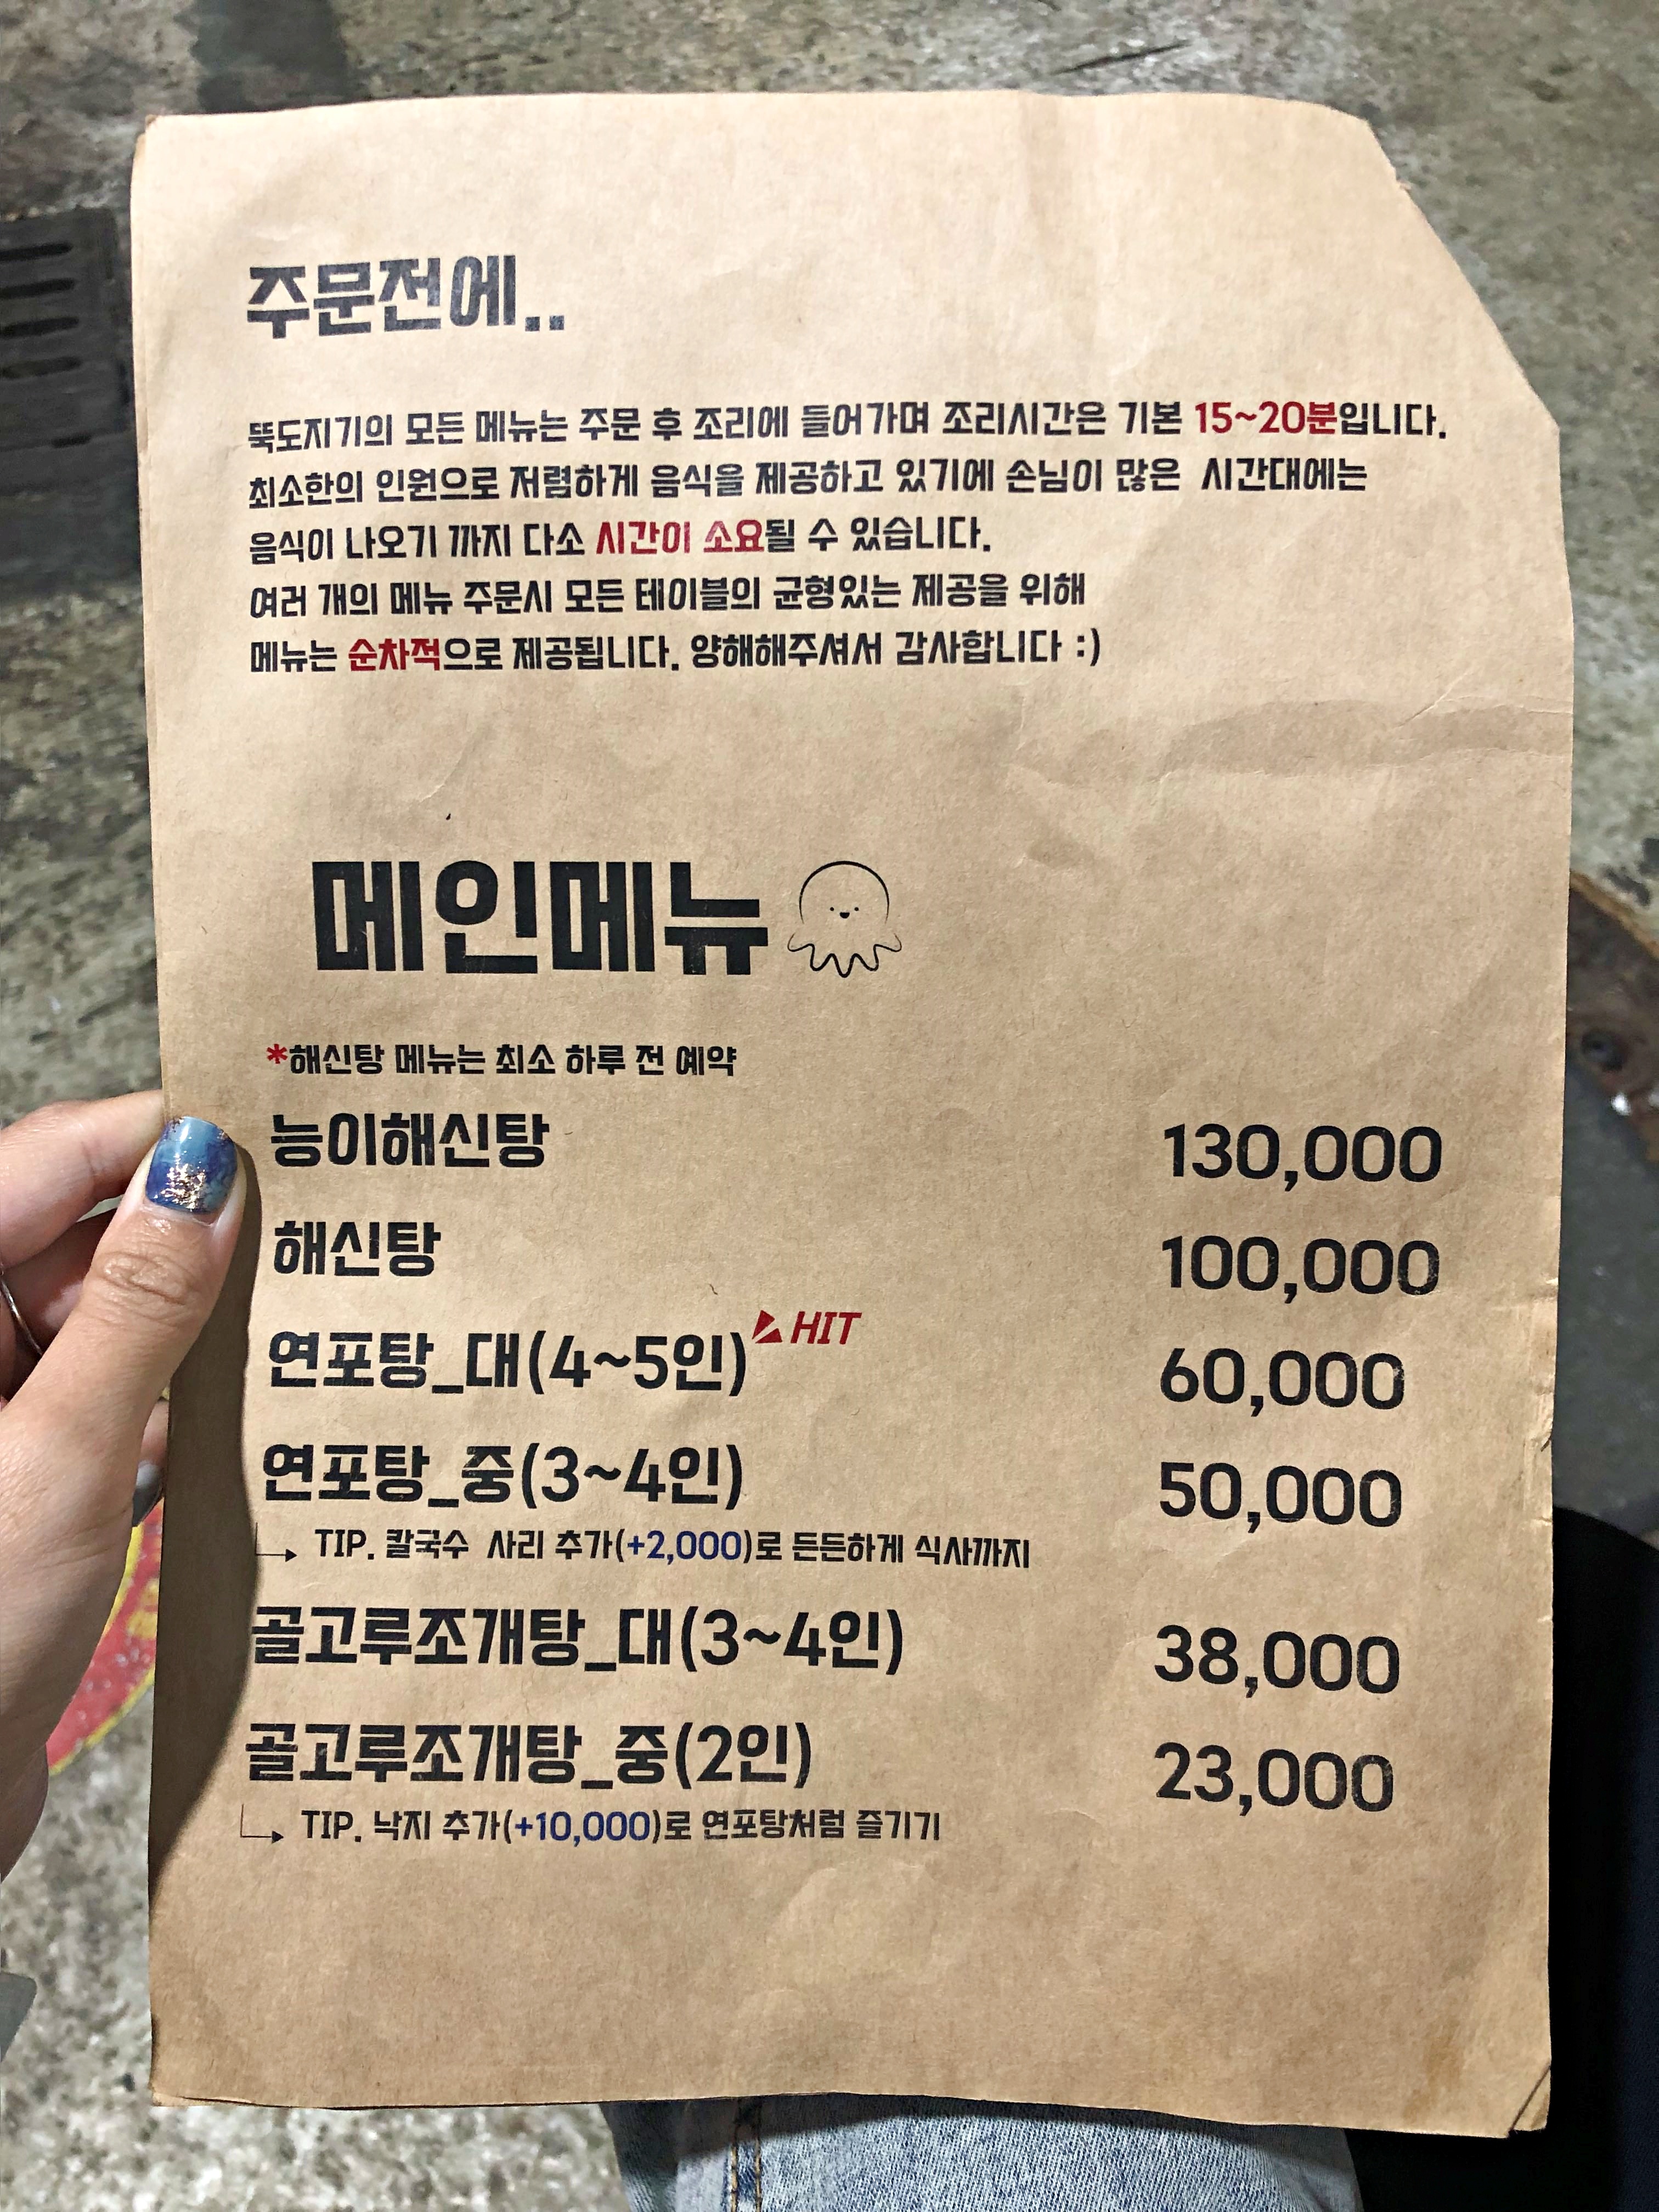 주문전에..
뚝도지기의 모든 메뉴는 주문 후 조리에 들어가며 조리시간은 기본 15~20분입니다.
최소한의 인원으로 저렴하게 음식을 제공하고 있기에 손님이 많은 시간대에는
음식이 나오기 까지 다소 시간이 소요될 수 있습니다.
여러 개의 메뉴 주문시 모든 테이블의 균형있는 제공을 위해
메뉴는 순차적으로 제공됩니다. 양해해주셔서 감사합니다 :)
메인메뉴
*해신탕 메뉴는 최소 하루 전 예약
능이해신탕 130,000
해신탕 100,000
연포탕_대(4~5인) HIT 60,000
연포탕_중(3~4인) 50,000
TIP. 칼국수 사리 추가(+2,000)로 든든하게 식사까지
골고루조개탕_대(3~4인) 38,000
골고루조개탕_중(2인) 23,000
TIP. 낙지 추가(+10,000)로 연포탕처럼 즐기기